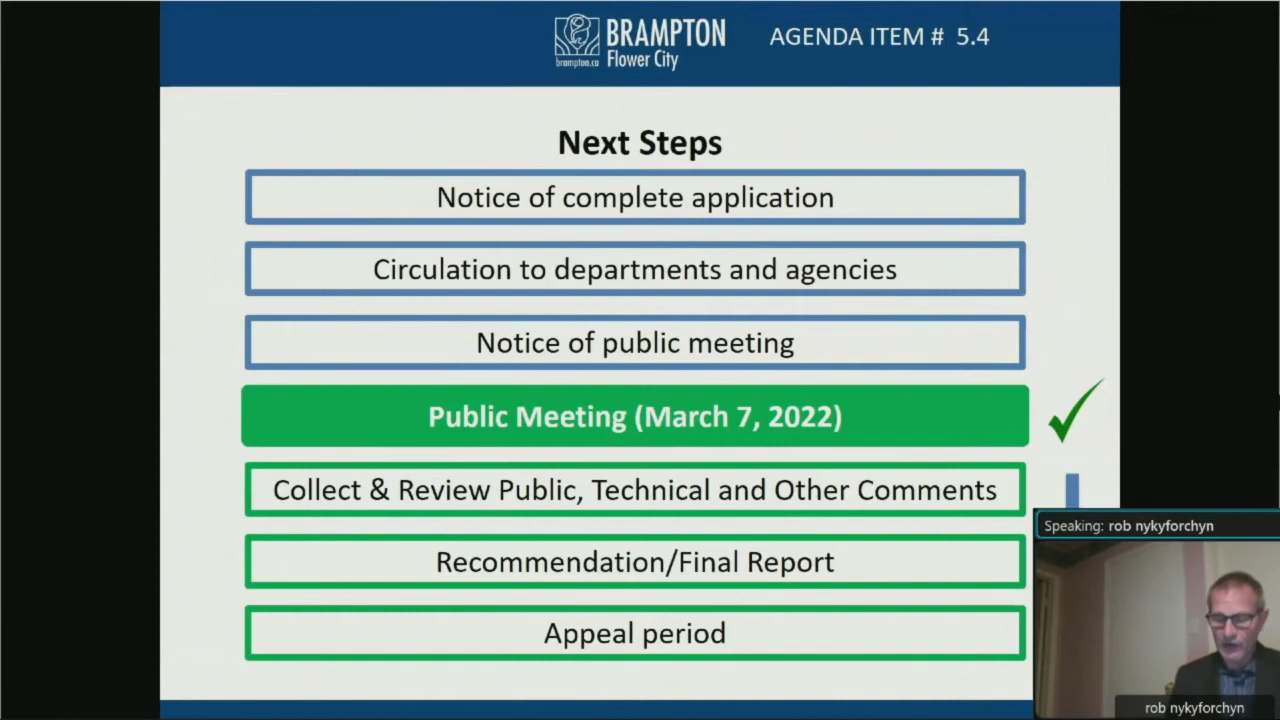 BRAMPTON
brampton.ca
Flower City
AGENDA ITEM # 5.4
Next Steps
Notice of complete application
Circulation to departments and agencies
Notice of public meeting
Public Meeting (March 7, 2022)
Collect & Review Public, Technical and Other Comments
Recommendation/Final Report
Appeal period
Speaking: rob nykyforchyn
rob nykyforchyn